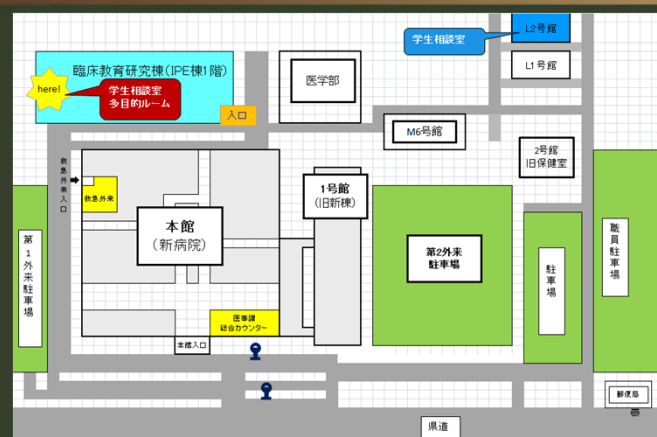 学生相談室
L2号館
臨床教育研究棟(IPE棟1階)
here!
学生相談室
多目的ルーム
入口
医学部
L1号館
M6号館
2号館
旧保健室
救急外来入口
救急外来
1号館
(旧新棟)
本館
(新病院)
第2外来
駐車場
第1外来駐車場
駐車場
職員駐車場
医事課
総合カウンター
本館入口
郵便局
県道